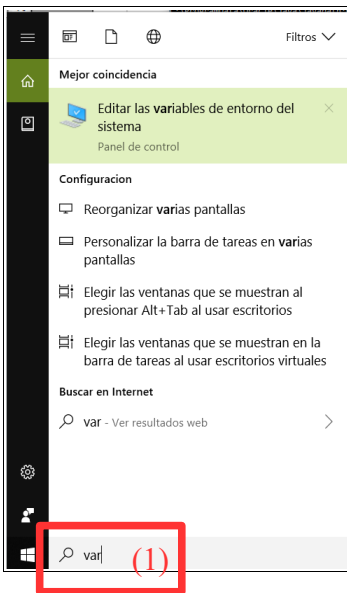 Filtros
Mejor coincidencia
Editar las variables de entorno del
sistema
Panel de control
Configuracion
Reorganizar varias pantallas
Personalizar la barra de tareas en varias
pantallas
Elegir las ventanas que se muestran al
presionar Alt+Tab al usar escritorios
Elegir las ventanas que se muestran en la
barra de tareas al usar escritorios virtuales
Buscar en Internet
var - Ver resultados web
var (1)